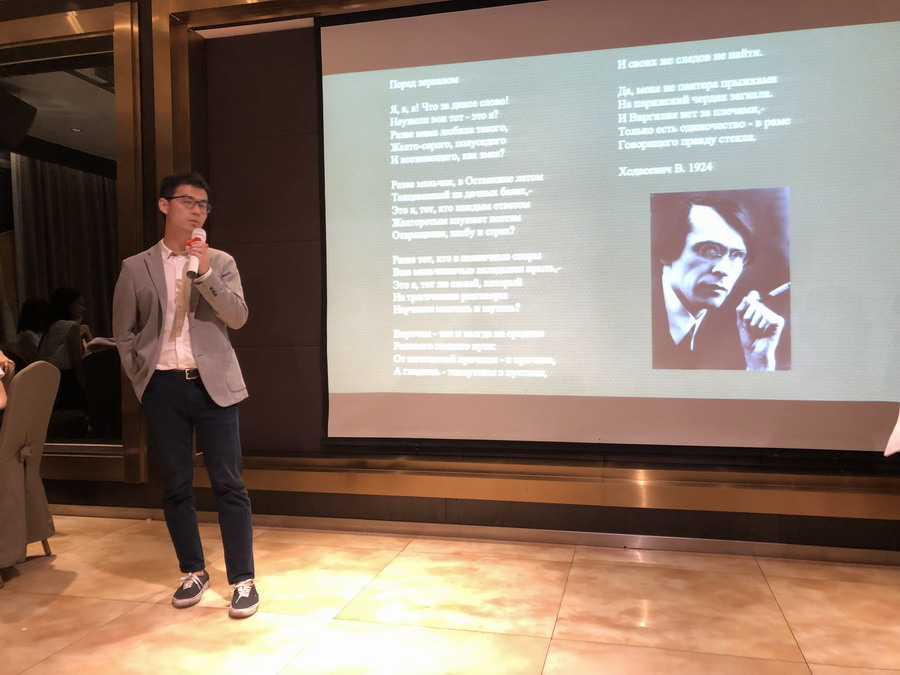 Перед зеркалом
Я, я, я! Что за дикое слово!
Неужели вон тот - это я?
Разве мама любила такого,
Желто-серого, полуседого
И всезнающего, как змея?
Разве мальчик, в Останкине летом
Танцевавший на дачных балах,-
Это я, тот, кто каждым ответом
Желторотым внушает поэтам
Отвращение, злобу и страх?
Разве тот, кто в полночные споры
Всю мальчишечью вкладывал прыть,-
Это я, тот же самый, который
На трагические разговоры
Научился молчать и шутить?
Впрочем - так и всегда на средине
Рокового земного пути:
От ничтожной причины - к причине,
А глядишь - заплутался в пустыне,
И своих же следов не найти.
Да, меня не пантера прыжками
На парижский чердак загнала.
И Виргилия нет за плечами,-
Только есть одиночество - в раме
Говорящего правду стекла.
Ходасевич В. 1924